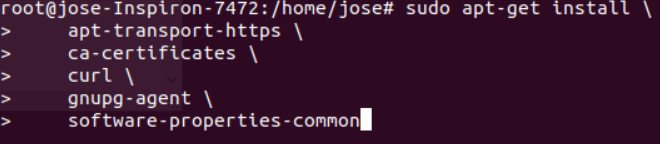 root@jose-Inspiron-7472:/home/jose# sudo apt-get install \
>     apt-transport-https \
>     ca-certificates \
>     curl \
>     gnupg-agent \
>     software-properties-common